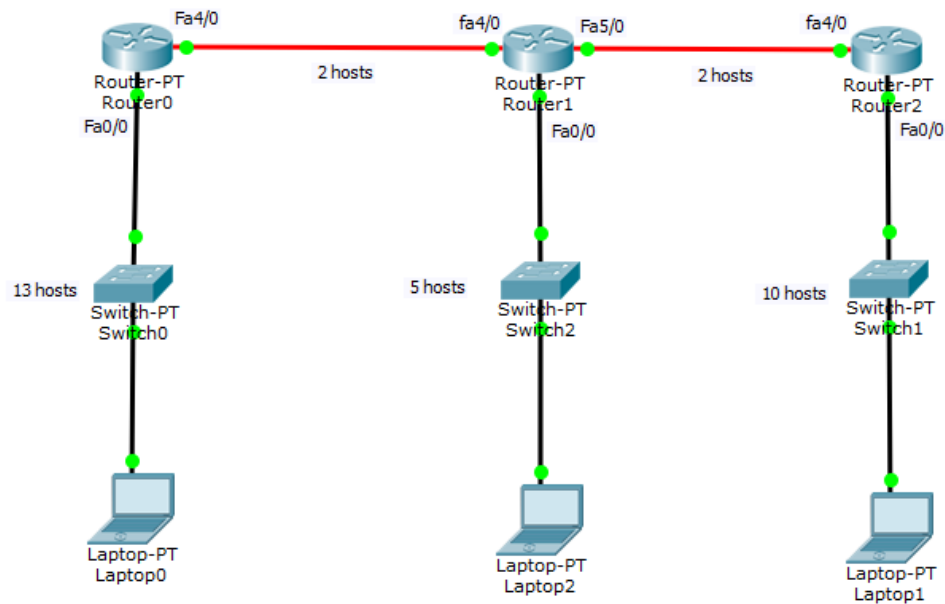 Fa4/0
fa4/0
Fa5/0
fa4/0
Router-PT
Router0
2 hosts
Router-PT
Router1
2 hosts
Router-PT
Router2
Fa0/0
Fa0/0
Fa0/0
13 hosts
Switch-PT
Switch0
5 hosts
Switch-PT
Switch2
10 hosts
Switch-PT
Switch1
Laptop-PT
Laptop0
Laptop-PT
Laptop2
Laptop-PT
Laptop1